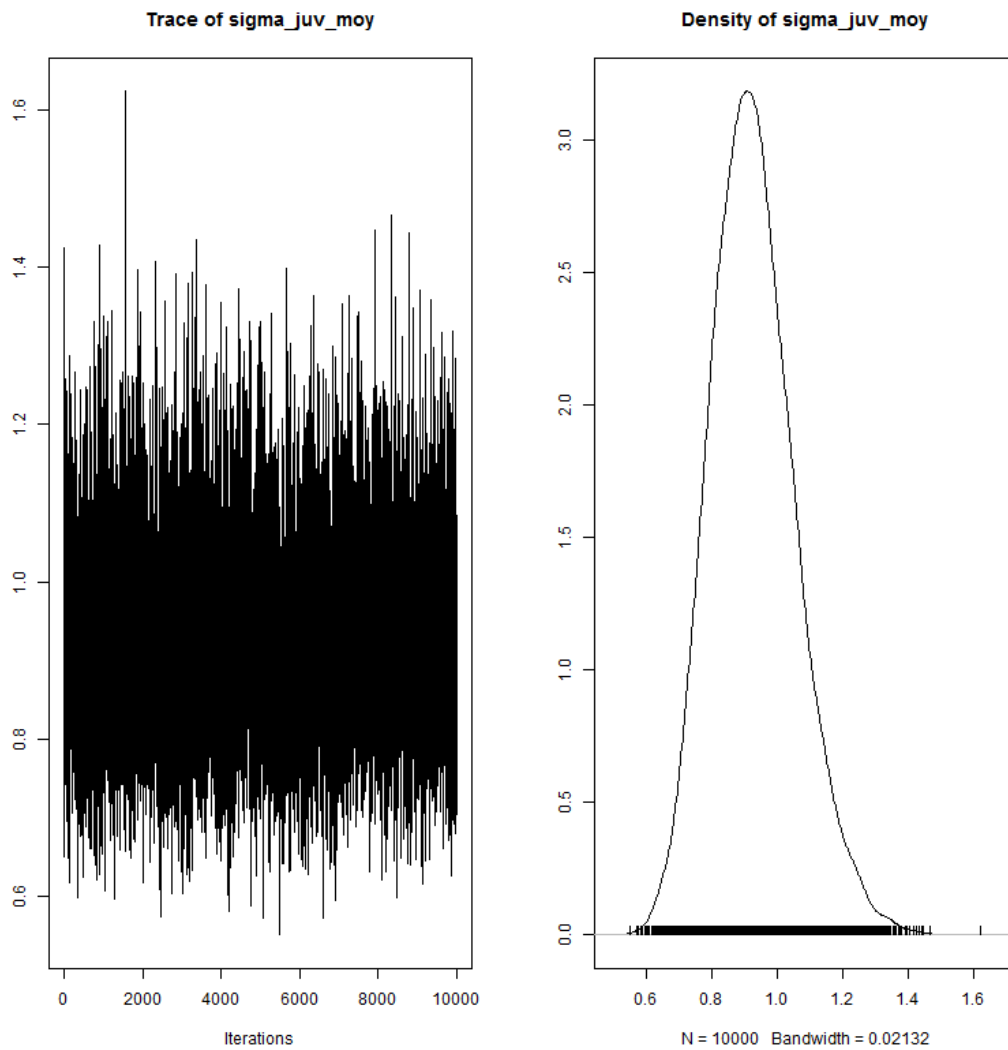 Trace of sigma_juv_moy
1.6
1.4
1.2
1.0
0.8
0.6
0 2000 4000 6000 10000
Iterations
Density of sigma_juv_moy
3.0
2.5
2.0
1.5
1.0
0.5
0.0
0.6 0.8 1.0 1.2 1.4 1.6
N = 10000 Bandwidth = 0.02132